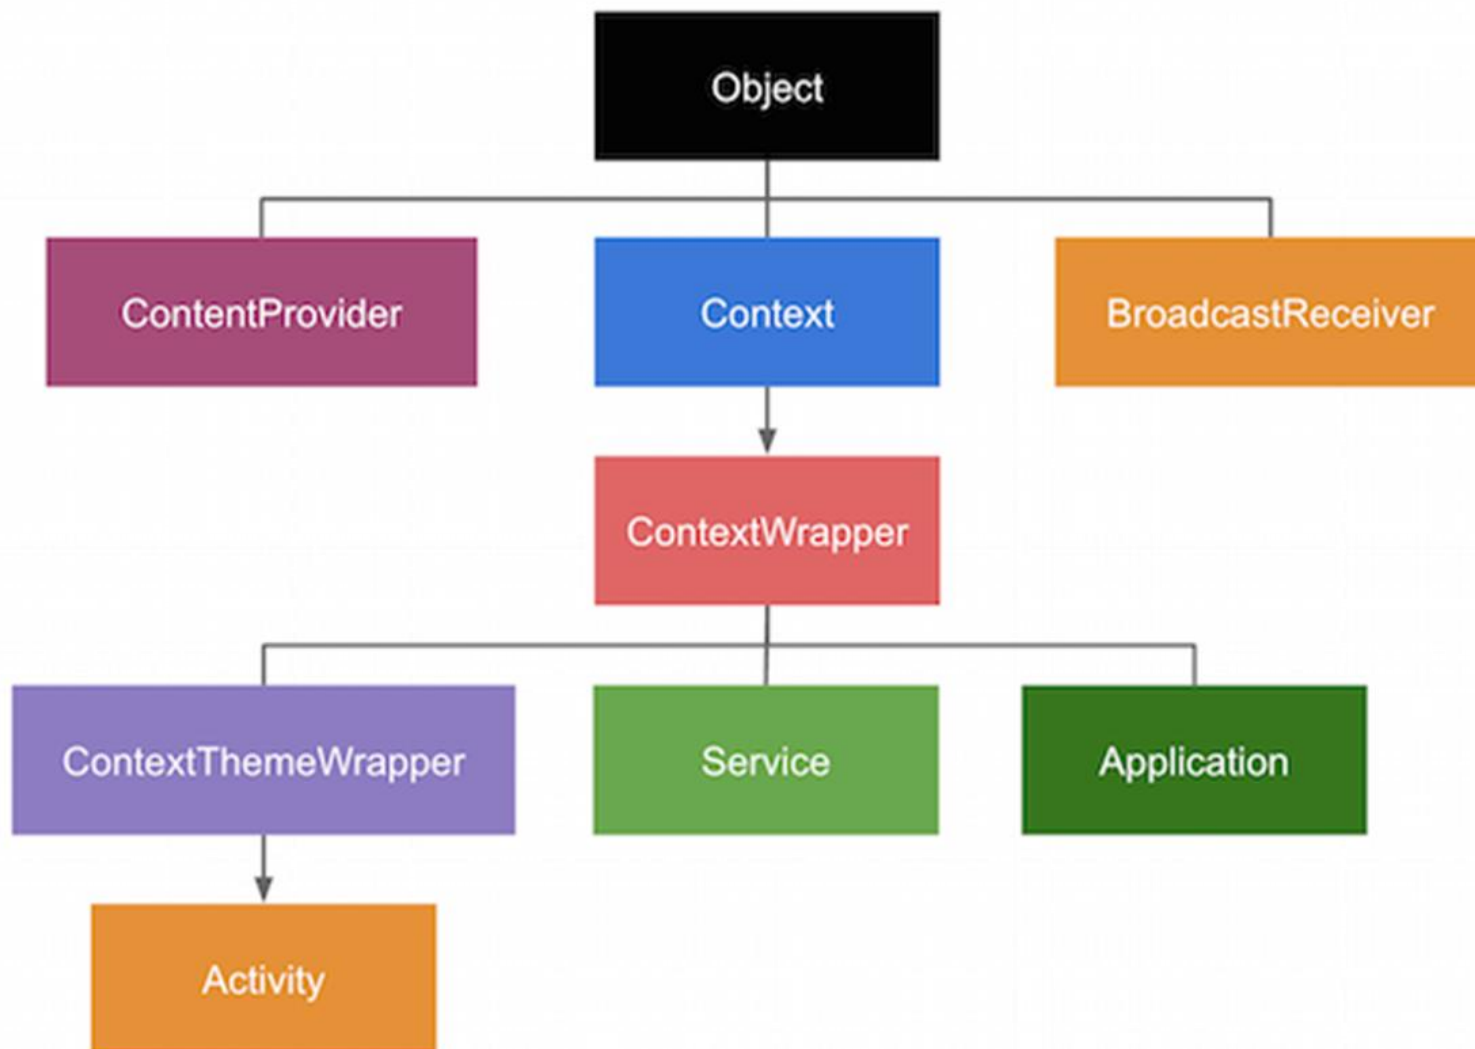 Object
ContentProvider
Context
BroadcastReceiver
ContextWrapper
ContextThemeWrapper
Service
Application
Activity